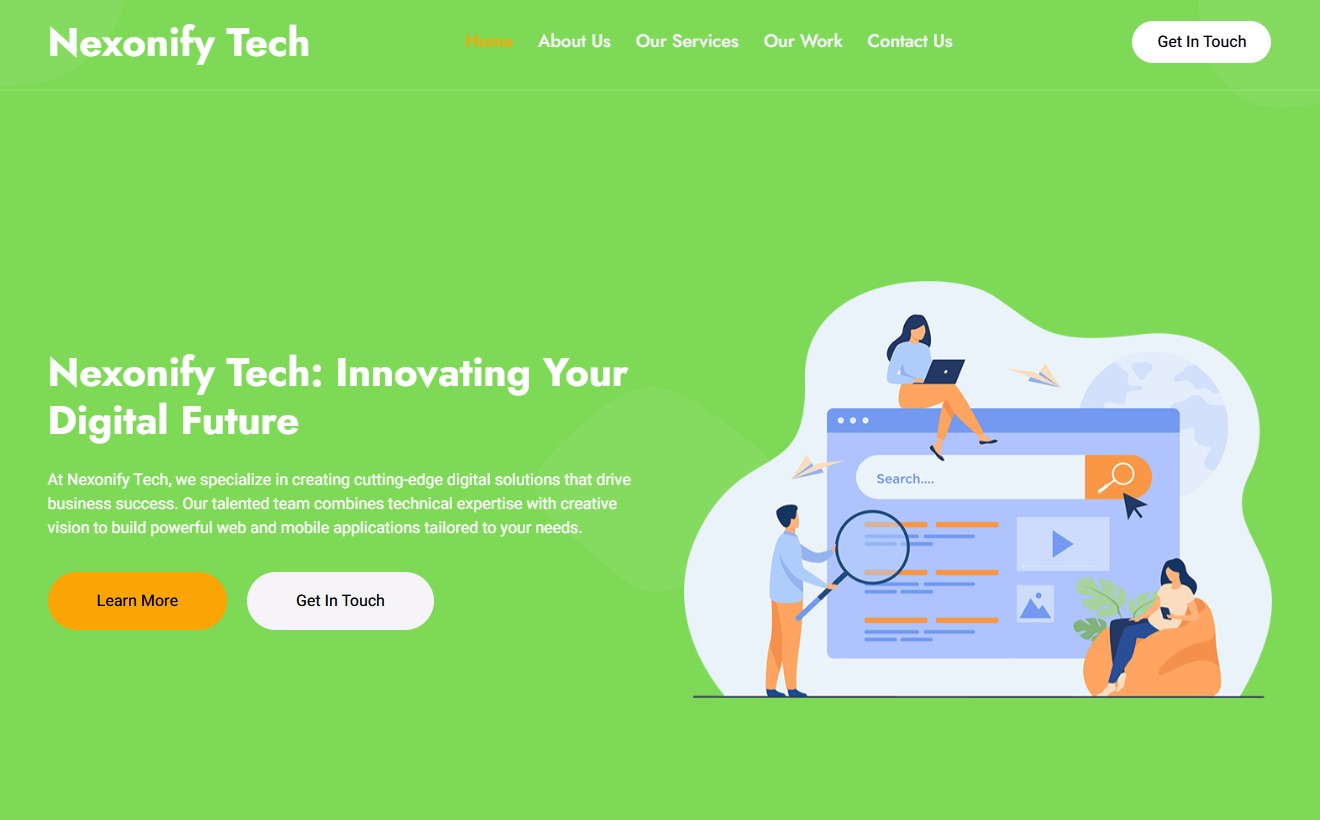 Nexonify Tech
Home About Us Our Services Our Work Contact Us
Get In Touch
Nexonify Tech: Innovating Your
Digital Future
At Nexonify Tech, we specialize in creating cutting-edge digital solutions that drive
business success. Our talented team combines technical expertise with creative
vision to build powerful web and mobile applications tailored to your needs.
Learn More
Get In Touch
Search....